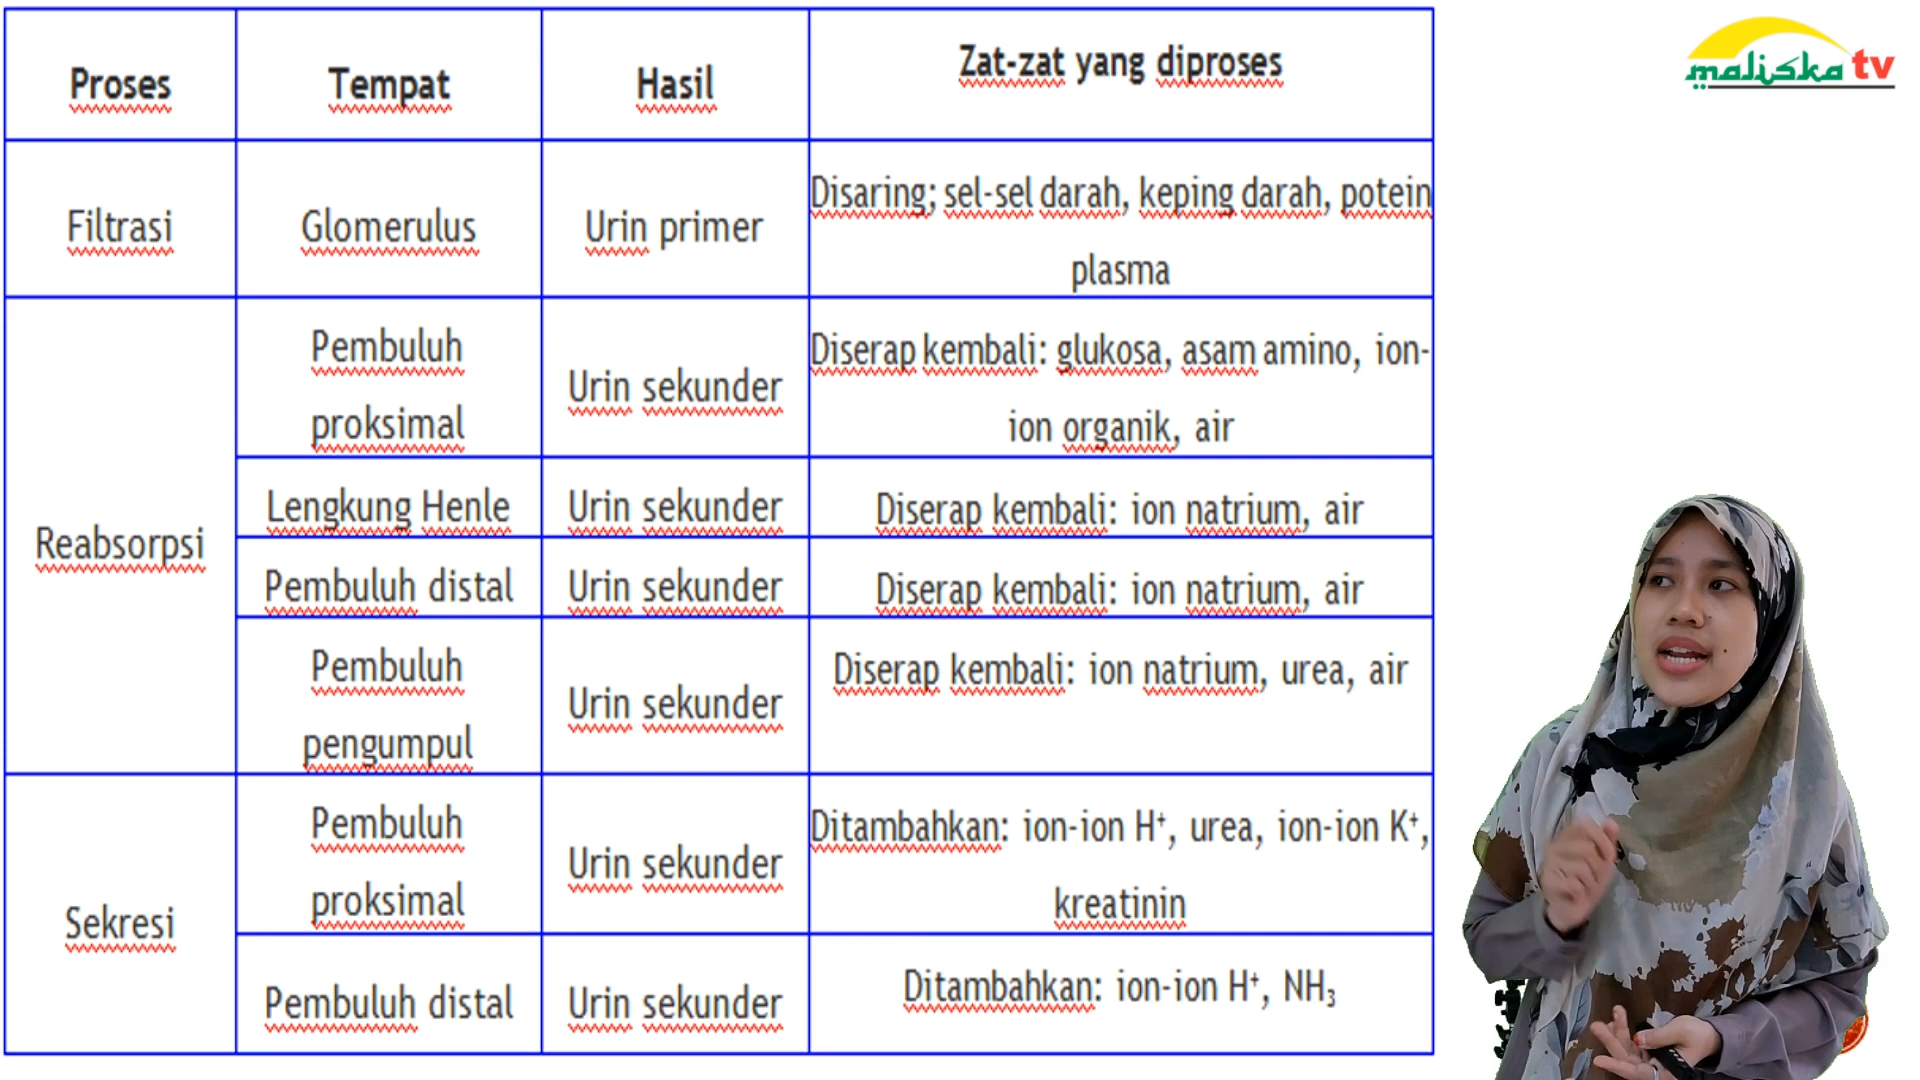 Proses
Tempat
Hasil
Zat-zat yang diproses
Filtrasi
Glomerulus
Urin primer
Disaring; sel-sel darah, keping darah, potein
plasma
Reabsorpsi
Pembuluh
proksimal
Urin sekunder
Diserap kembali: glukosa, asam amino, ion-
ion organik, air
Lengkung Henle
Urin sekunder
Diserap kembali: ion natrium, air
Pembuluh distal
Urin sekunder
Diserap kembali: ion natrium, air
Pembuluh
pengumpul
Urin sekunder
Diserap kembali: ion natrium, urea, air
Sekresi
Pembuluh
proksimal
Urin sekunder
Ditambahkan: ion-ion H⁺, urea, ion-ion K⁺,
kreatinin
Pembuluh distal
Urin sekunder
Ditambahkan: ion-ion H⁺, NH₃
maliska tv